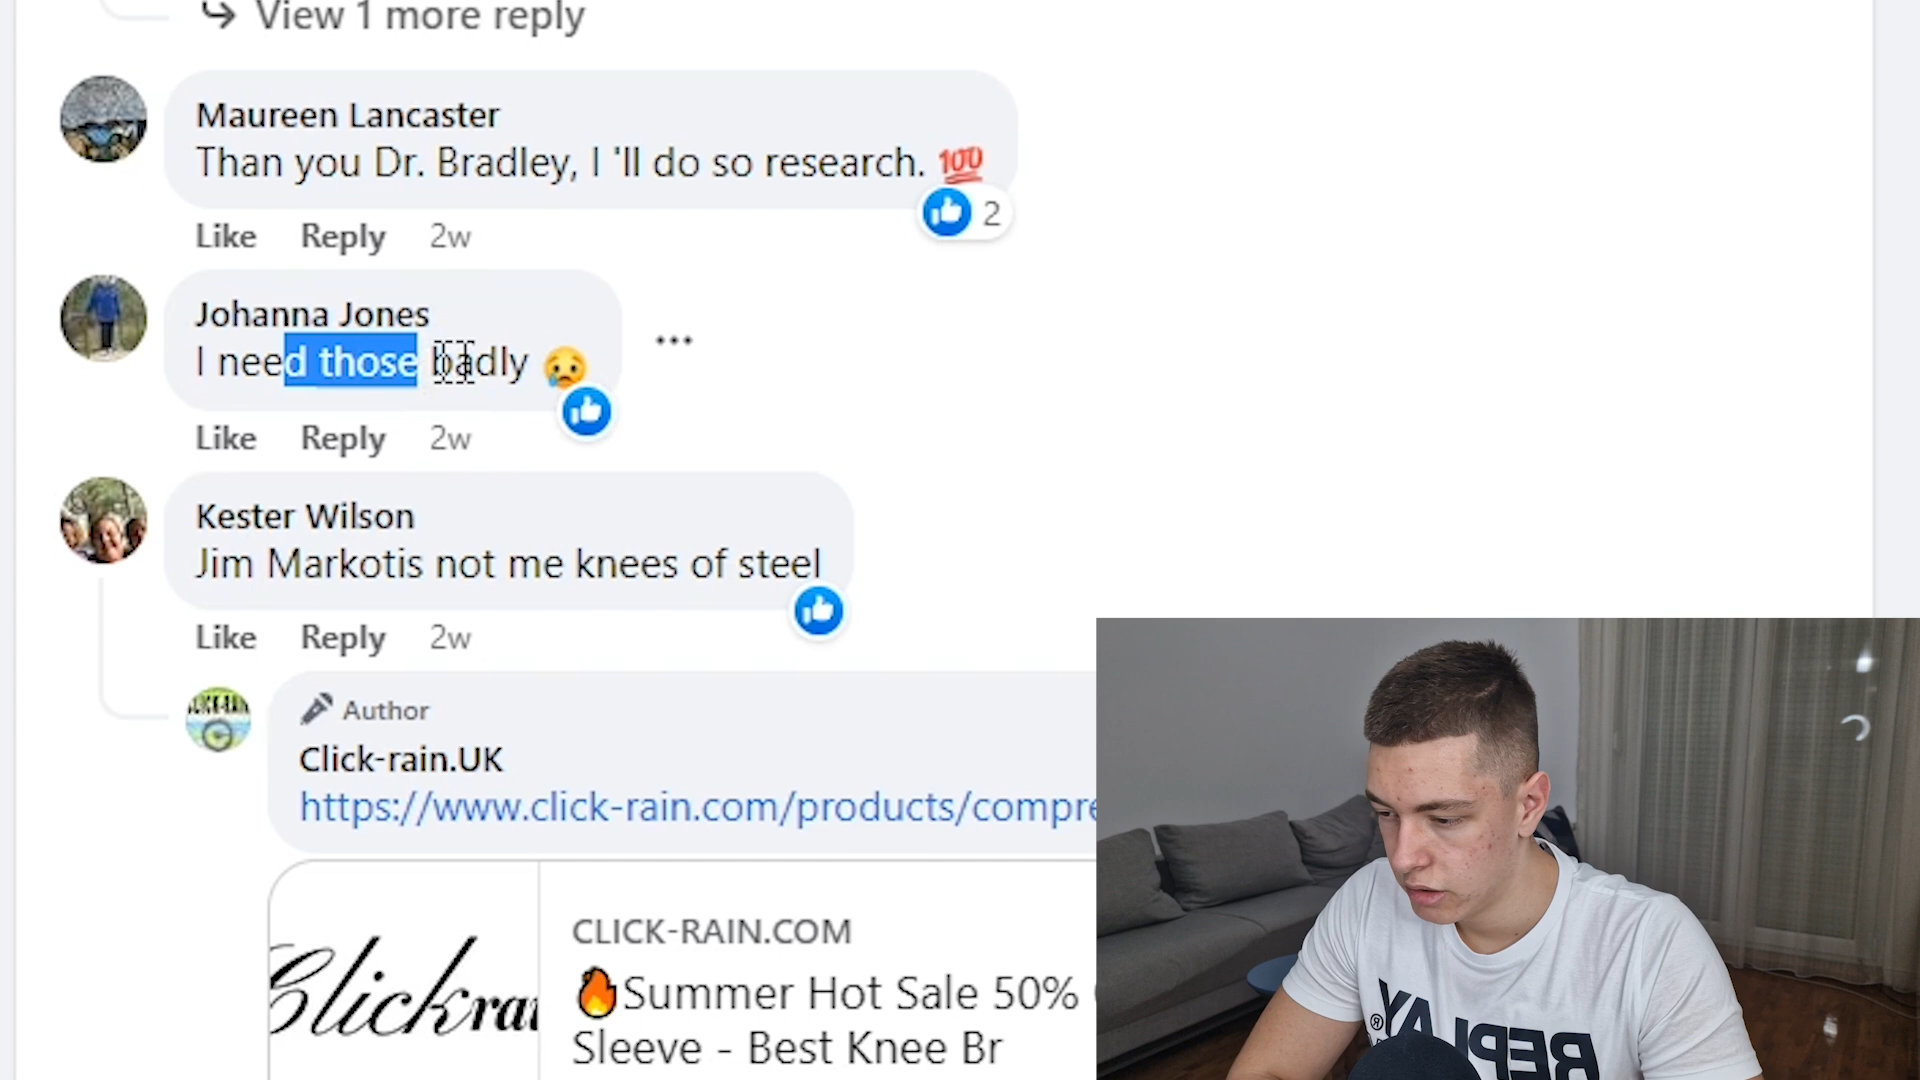 View 1 more reply
Maureen Lancaster
Than you Dr. Bradley, I 'll do so research. 💯
2
Like Reply 2w
Johanna Jones
I need those badly 😢
Like Reply 2w
Kester Wilson
Jim Markotis not me knees of steel
Like Reply 2w
Author
Click-rain.UK
https://www.click-rain.com/products/compre
CLICK-RAIN.COM
🔥Summer Hot Sale 50%
Sleeve - Best Knee Br
Clickrai
REPLAY